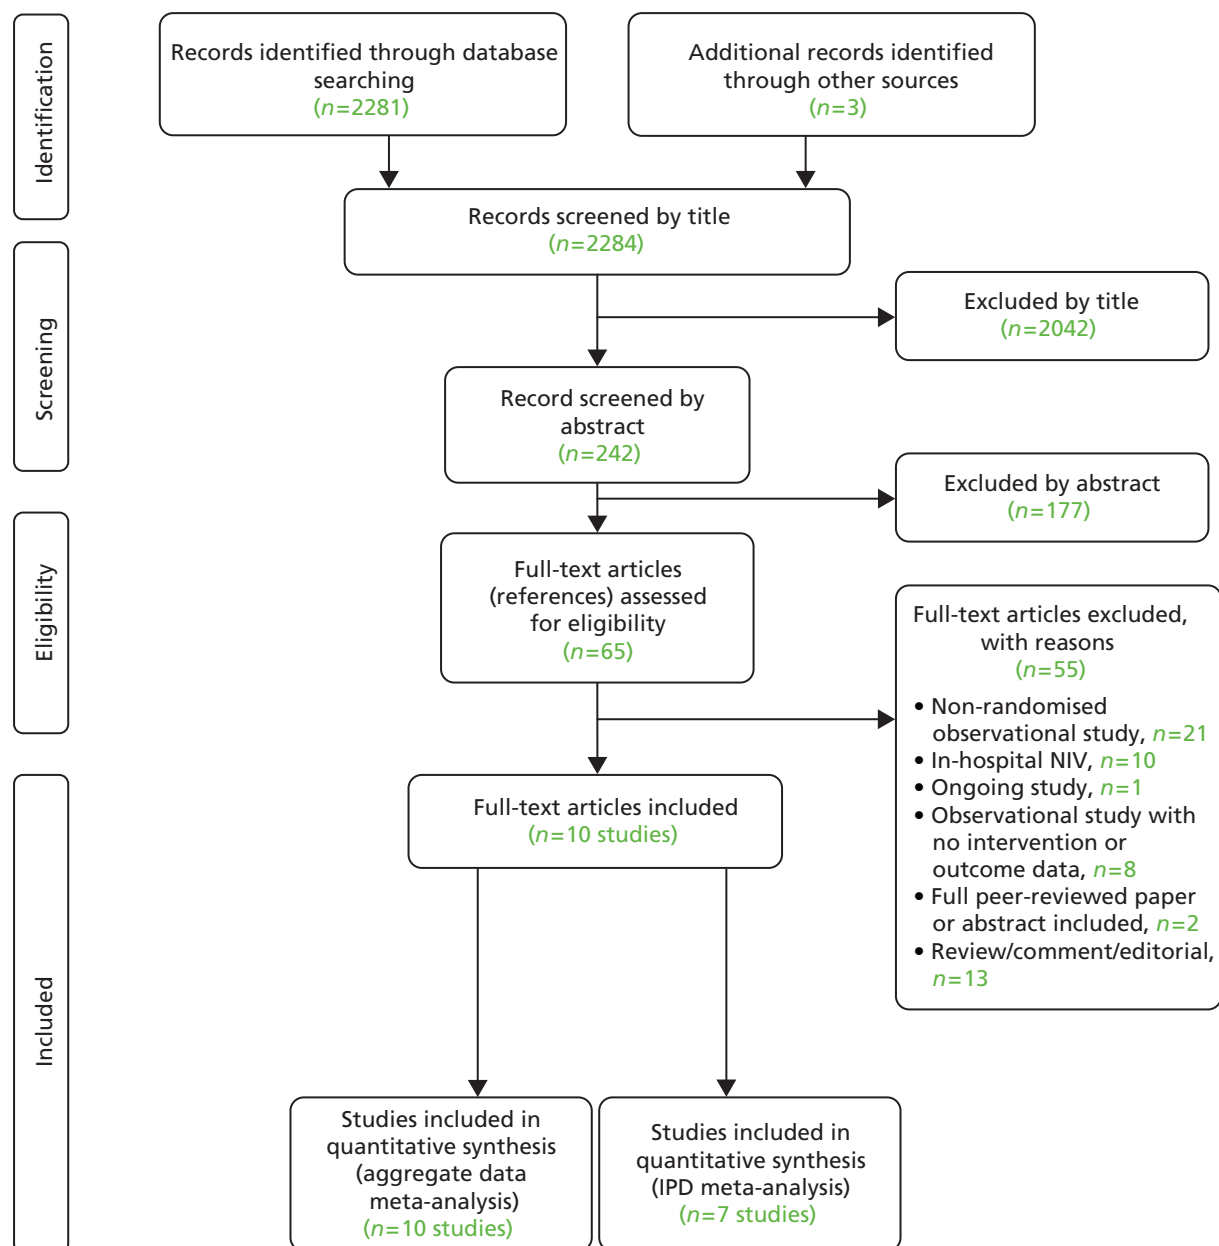 Identification
Records identified through database
searching
(n=2281)
Additional records identified
through other sources
(n=3)
Records screened by title
(n=2284)
Screening
Excluded by title
(n=2042)
Record screened by
abstract
(n=242)
Excluded by abstract
(n=177)
Eligibility
Full-text articles
(references) assessed
for eligibility
(n=65)
Full-text articles excluded,
with reasons
(n=55)
• Non-randomised
observational study, n=21
• In-hospital NIV, n=10
• Ongoing study, n=1
• Observational study with
no intervention or
outcome data, n=8
• Full peer-reviewed paper
or abstract included, n=2
• Review/comment/editorial,
n=13
Included
Full-text articles included
(n=10 studies)
Studies included in
quantitative synthesis
(aggregate data
meta-analysis)
(n=10 studies)
Studies included in
quantitative synthesis
(IPD meta-analysis)
(n=7 studies)